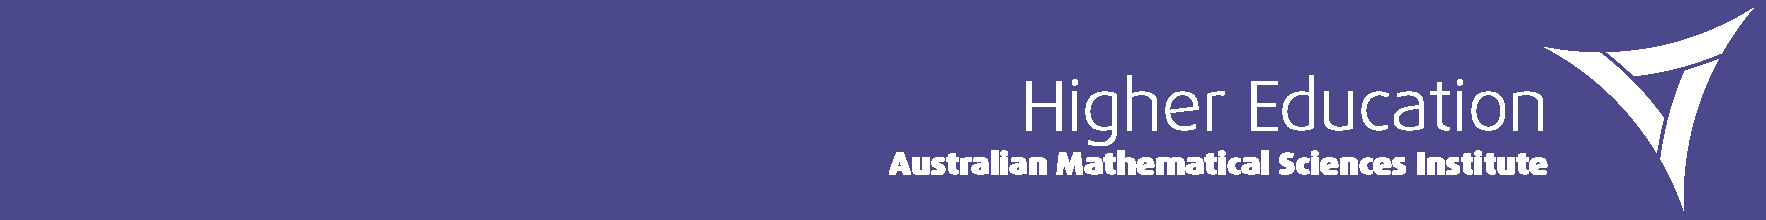 Higher Education
Australian Mathematical Sciences Institute